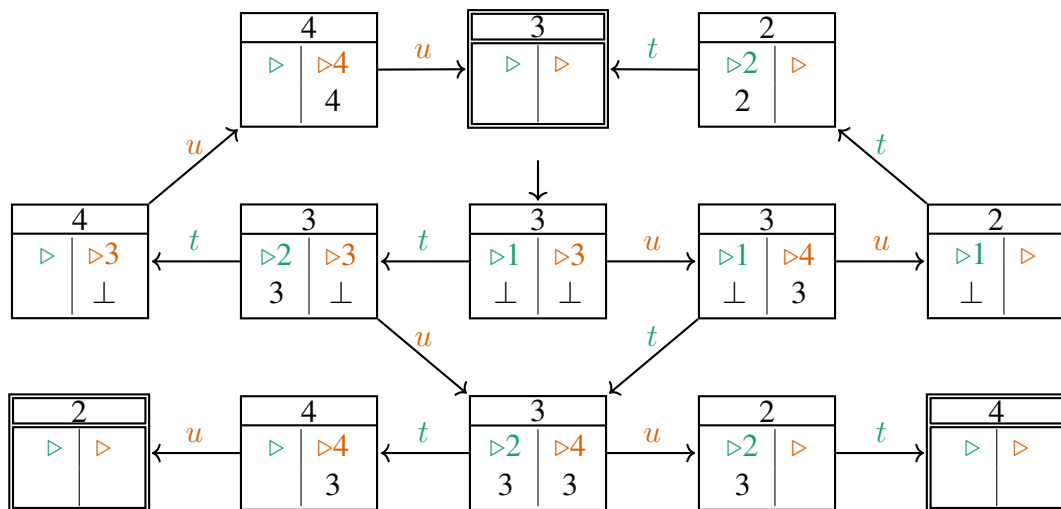 4 3 2
▷ ▷4 u ▷ ▷ t ▷2 ▷
4 2
u t
4 3 3 3 2
▷ ▷3 t ▷2 ▷3 t ▷1 ▷3 u ▷1 ▷4 u ▷1 ▷
⊥ 3 ⊥ ⊥ ⊥ ⊥ 3 ⊥
u t
2 4 3 2 4
▷ ▷ u ▷ ▷4 t ▷2 ▷4 u ▷2 ▷ t ▷ ▷
3 3 3 3